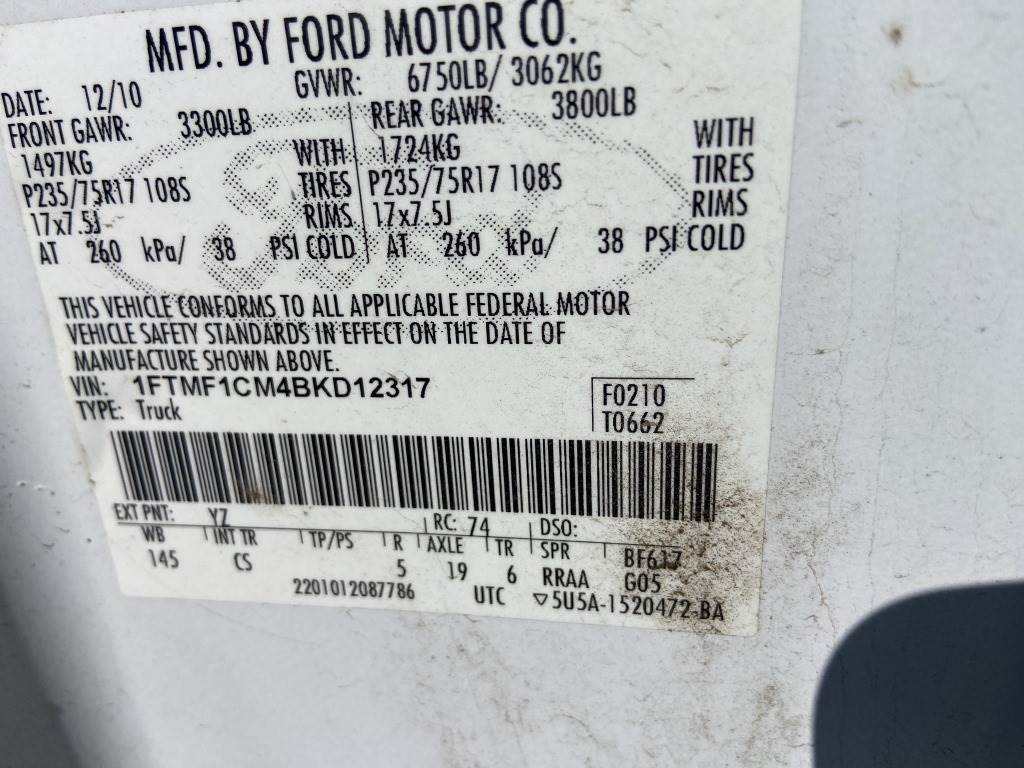 MFD. BY FORD MOTOR CO.
DATE: 12/10 GVWR: 6750LB/ 3062KG
FRONT GAWR: 3300LB REAR GAWR: 3800LB
1497KG WITH 1724KG WITH
P235/75R17 108S TIRES P235/75R17 108S TIRES
17x7.5J RIMS 17x7.5J RIMS
AT 260 kPa/ 38 PSI COLD AT 260 kPa/ 38 PSI COLD
THIS VEHICLE CONFORMS TO ALL APPLICABLE FEDERAL MOTOR
VEHICLE SAFETY STANDARDS IN EFFECT ON THE DATE OF
MANUFACTURE SHOWN ABOVE.
VIN: 1FTMF1CM4BKD12317 F0210
TYPE: Truck T0662
EXT PNT: YZ RC: 74 DSO:
WB INT TR TP/PS R AXLE TR SPR BF617
145 CS 5 19 6 RRAA G05
2201012087786 UTC ▽5U5A-1520472-BA